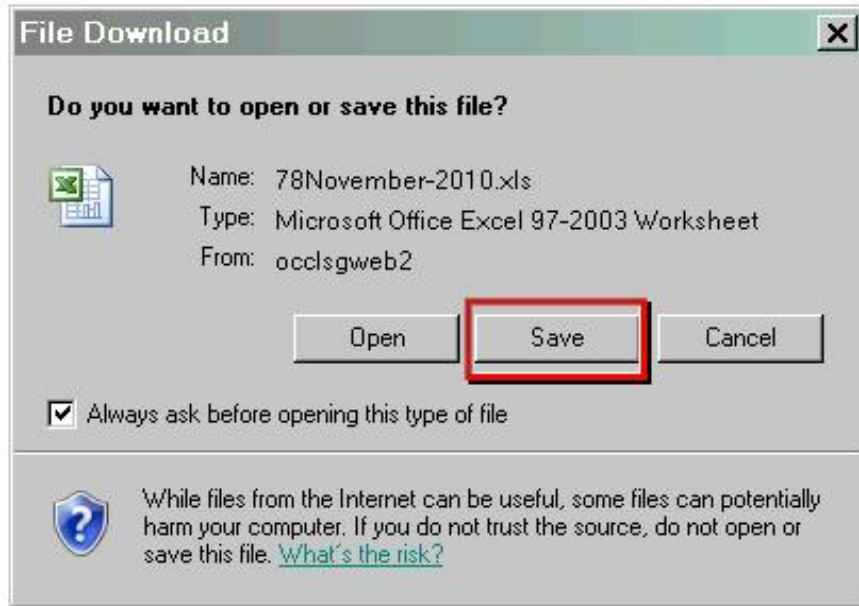 File Download
Do you want to open or save this file?
Name: 78November-2010.xls
Type: Microsoft Office Excel 97-2003 Worksheet
From: occlsgweb2
Open Save Cancel
Always ask before opening this type of file
While files from the Internet can be useful, some files can potentially
harm your computer. If you do not trust the source, do not open or
save this file. What's the risk?